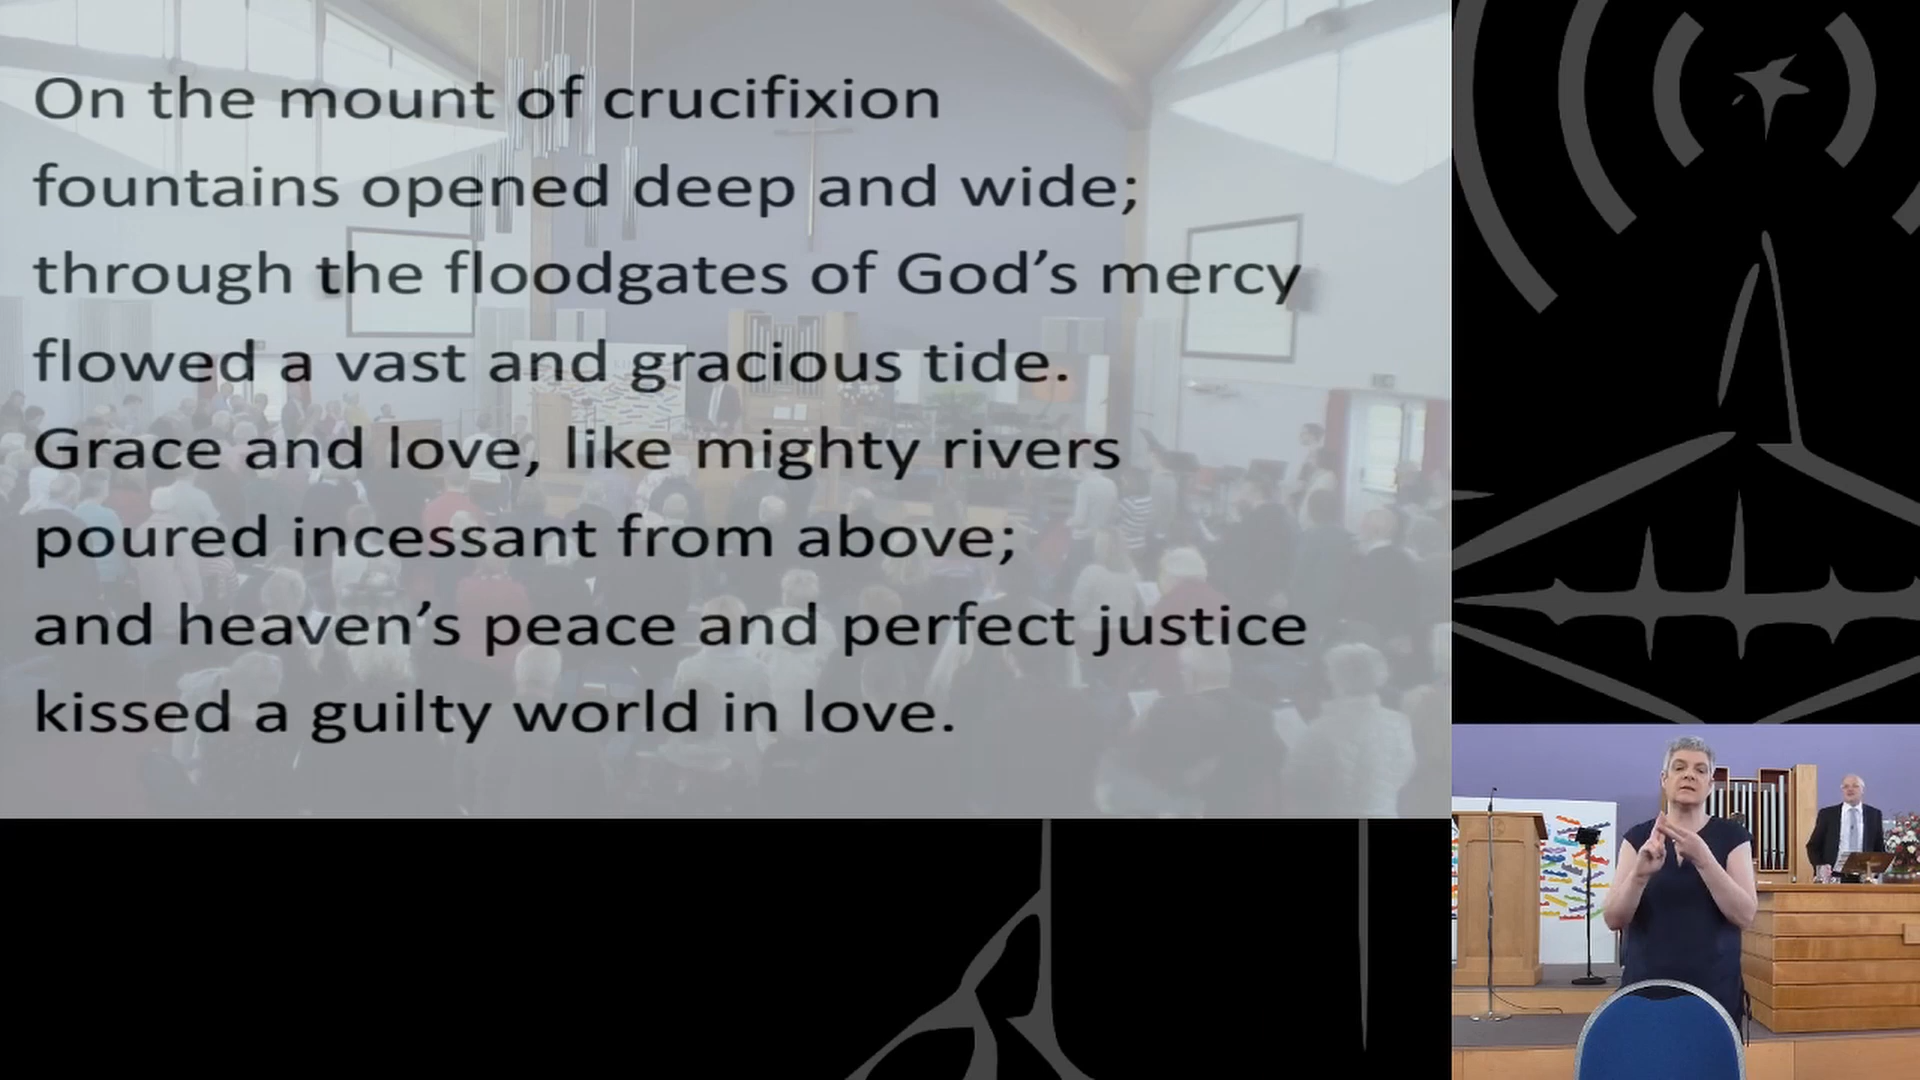 On the mount of crucifixion
fountains opened deep and wide;
through the floodgates of God’s mercy
flowed a vast and gracious tide.
Grace and love, like mighty rivers
poured incessant from above;
and heaven’s peace and perfect justice
kissed a guilty world in love.